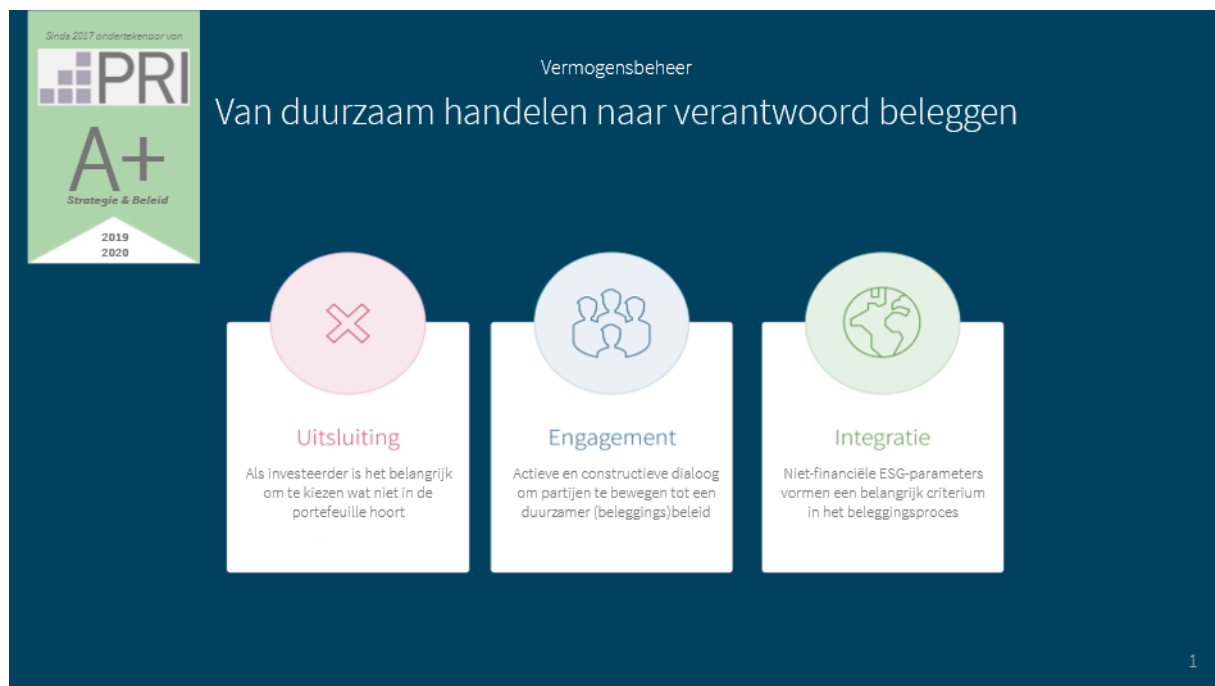 Sinds 2017 ondertekenaar van
PRI
A+
Strategie & Beleid
2019
2020
Vermogensbeheer
Van duurzaam handelen naar verantwoord beleggen
Uitsluiting
Als investeerder is het belangrijk
om te kiezen wat niet in de
portefeuille hoort
Engagement
Actieve en constructieve dialoog
om partijen te bewegen tot een
duurzamer (beleggings)beleid
Integratie
Niet-financiële ESG-parameters
vormen een belangrijk criterium
in het beleggingsproces
1